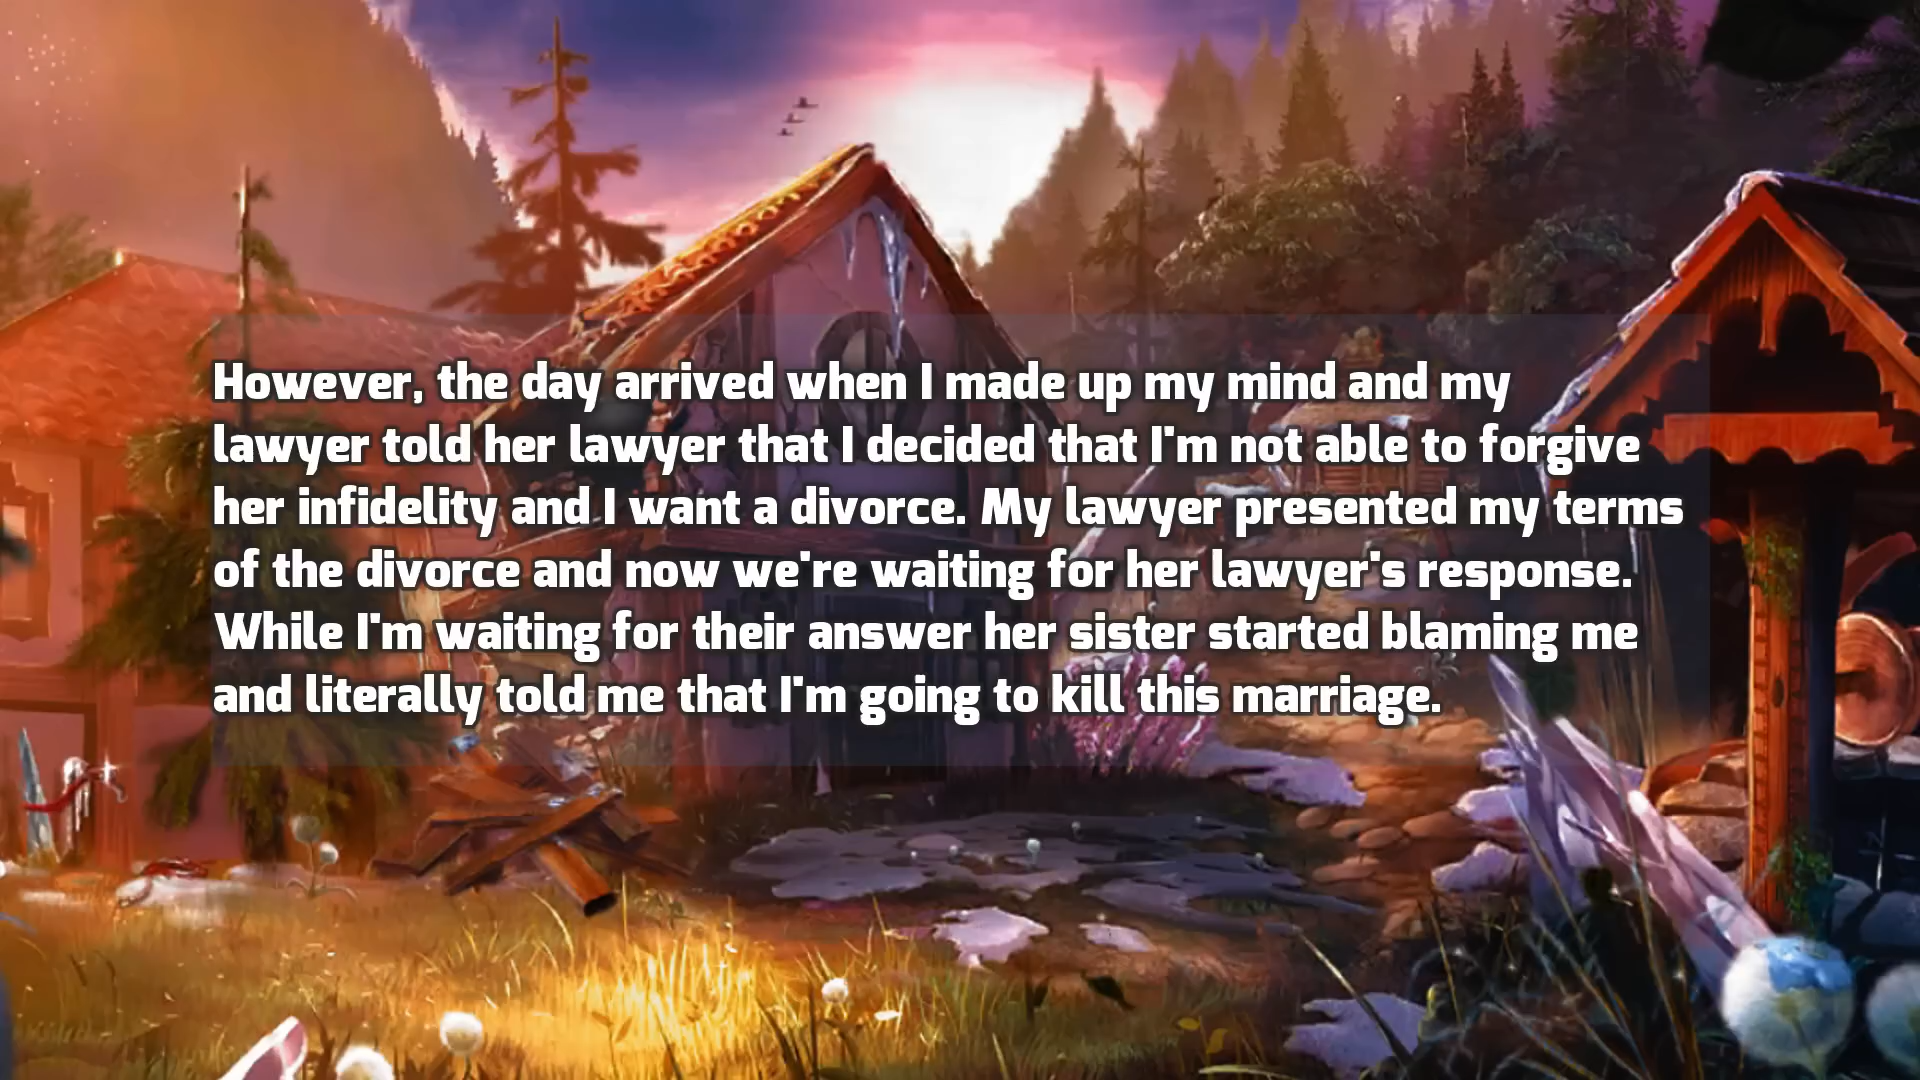 However, the day arrived when I made up my mind and my
lawyer told her lawyer that I decided that I'm not able to forgive
her infidelity and I want a divorce. My lawyer presented my terms
of the divorce and now we're waiting for her lawyer's response.
While I'm waiting for their answer her sister started blaming me
and literally told me that I'm going to kill this marriage.